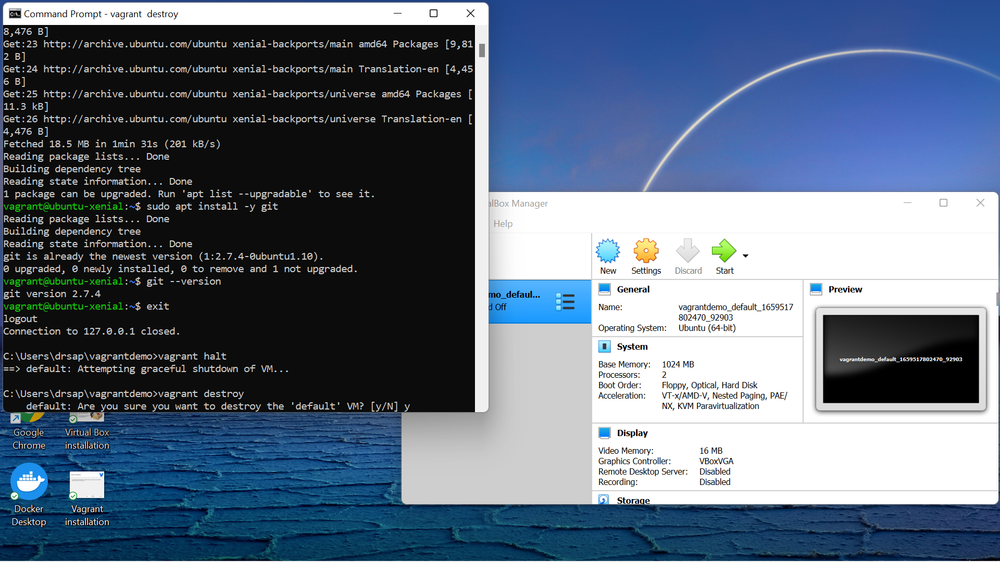 Command Prompt - vagrant  destroy
8,476 B]
Get:23 http://archive.ubuntu.com/ubuntu xenial-backports/main amd64 Packages [9,81
2 B]
Get:24 http://archive.ubuntu.com/ubuntu xenial-backports/main Translation-en [4,45
6 B]
Get:25 http://archive.ubuntu.com/ubuntu xenial-backports/universe amd64 Packages [
11.3 kB]
Get:26 http://archive.ubuntu.com/ubuntu xenial-backports/universe Translation-en [
4,476 B]
Fetched 18.5 MB in 1min 31s (201 kB/s)
Reading package lists... Done
Building dependency tree
Reading state information... Done
1 package can be upgraded. Run 'apt list --upgradable' to see it.
vagrant@ubuntu-xenial:~$ sudo apt install -y git
Reading package lists... Done
Building dependency tree
Reading state information... Done
git is already the newest version (1:2.7.4-0ubuntu1.10).
0 upgraded, 0 newly installed, 0 to remove and 1 not upgraded.
vagrant@ubuntu-xenial:~$ git --version
git version 2.7.4
vagrant@ubuntu-xenial:~$ exit
logout
Connection to 127.0.0.1 closed.
C:\Users\drsap\vagrantdemo>vagrant halt
==> default: Attempting graceful shutdown of VM...
C:\Users\drsap\vagrantdemo>vagrant destroy
    default: Are you sure you want to destroy the 'default' VM? [y/N] y
alBox Manager
Help
New
Settings
Discard
Start
mo_defaul...
d Off
General
Name: vagrantdemo_default_1659517
802470_92903
Operating System: Ubuntu (64-bit)
System
Base Memory: 1024 MB
Processors: 2
Boot Order: Floppy, Optical, Hard Disk
Acceleration: VT-x/AMD-V, Nested Paging, PAE/
NX, KVM Paravirtualization
Preview
vagrantdemo_default_1659517802470_92903
Display
Video Memory: 16 MB
Graphics Controller: VBoxVGA
Remote Desktop Server: Disabled
Recording: Disabled
Storage
Google
Chrome
Virtual Box
installation
Docker
Desktop
Vagrant
installation